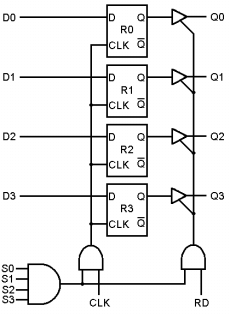 D0 D Q Q0
R0
CLK Q̅
D1 D Q Q1
R1
CLK Q̅
D2 D Q Q2
R2
CLK Q̅
D3 D Q Q3
R3
CLK Q̅
S0
S1
S2
S3
CLK RD